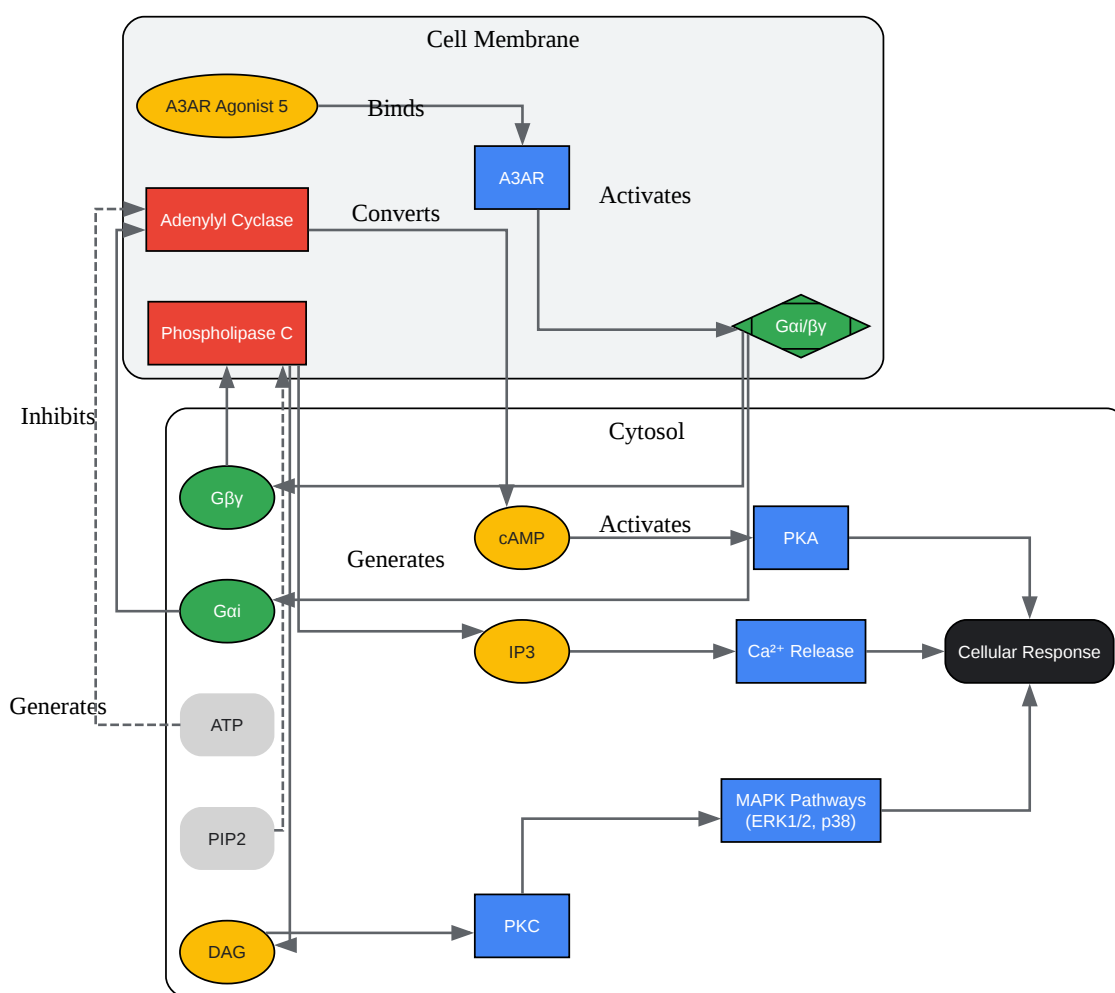 Cell Membrane
A3AR Agonist 5
Binds
A3AR
Activates
Adenylyl Cyclase
Converts
Phospholipase C
Gαi/βγ
Inhibits
Cytosol
Gβγ
cAMP
Activates
PKA
Generates
Gαi
IP3
Ca²⁺ Release
Cellular Response
Generates
ATP
PIP2
MAPK Pathways
(ERK1/2, p38)
DAG
PKC